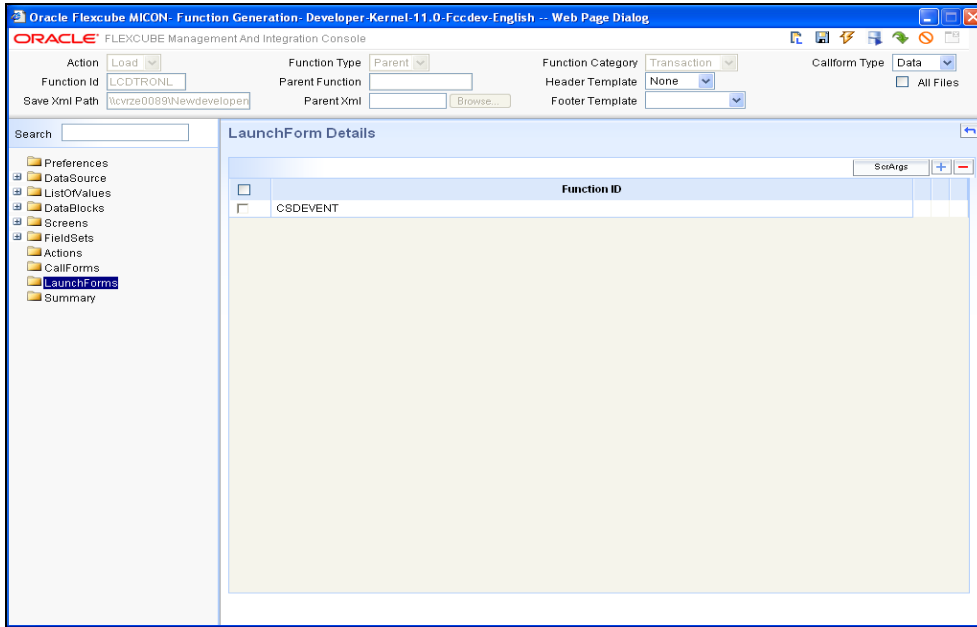 Oracle Flexcube MICON- Function Generation- Developer-Kernel-11.0-Fccdev-English -- Web Page Dialog
ORACLE FLEXCUBE Management And Integration Console
Action Load Function Type Parent Function Category Transaction Callform Type Data
Function Id LCDTRONL Parent Function Header Template None All Files
Save Xml Path \\cvrze0089\Newdeveloper Parent Xml Browse... Footer Template
Search LaunchForm Details
ScrArgs
Function ID
CSDEVENT
Preferences
DataSource
ListOfValues
DataBlocks
Screens
FieldSets
Actions
CallForms
LaunchForms
Summary